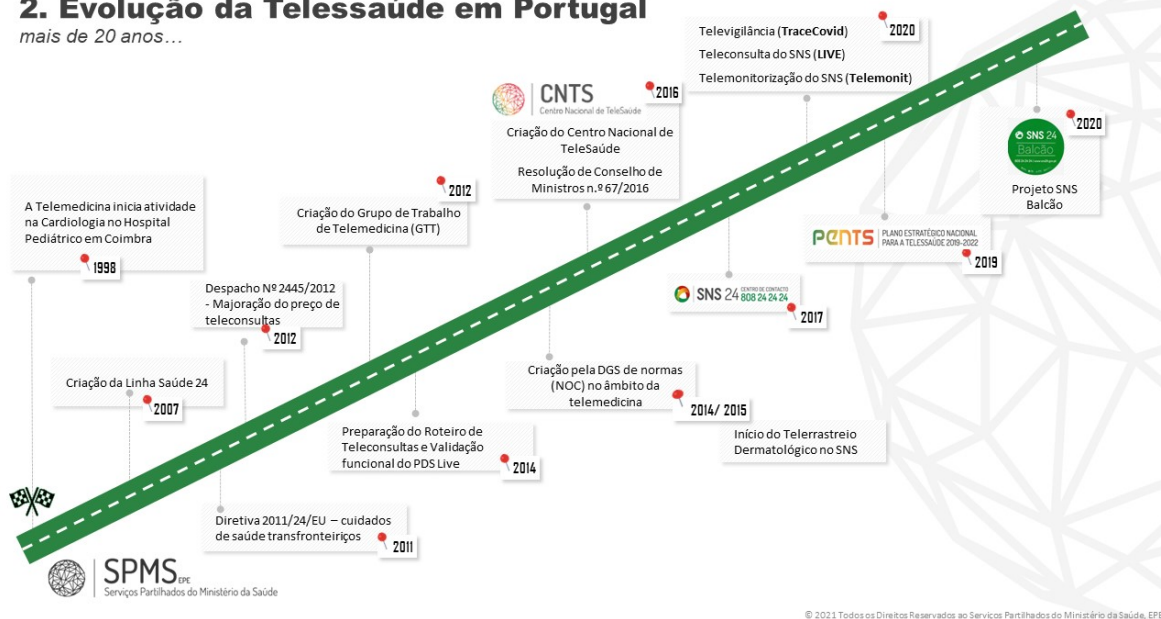 2. Evolução da Telessaúde em Portugal
mais de 20 anos…
A Telemedicina inicia atividade
na Cardiologia no Hospital
Pediátrico em Coimbra
1998
Criação da Linha Saúde 24
2007
Diretiva 2011/24/EU – cuidados
de saúde transfronteiriços
2011
Despacho Nº 2445/2012
- Majoração do preço de
teleconsultas
2012
Criação do Grupo de Trabalho
de Telemedicina (GTT)
2012
Preparação do Roteiro de
Teleconsultas e Validação
funcional do PDS Live
2014
Criação pela DGS de normas
(NOC) no âmbito da
telemedicina
2014/ 2015
Início do Telerrastreio
Dermatológico no SNS
CNTS
Centro Nacional de TeleSaúde
2016
Criação do Centro Nacional de
TeleSaúde
Resolução de Conselho de
Ministros n.º 67/2016
SNS 24 CENTRO DE CONTACTO
808 24 24 24
2017
PENTS PLANO ESTRATÉGICO NACIONAL
PARA A TELESSAÚDE 2019-2022
2019
2020
Televigilância (TraceCovid)
Teleconsulta do SNS (LIVE)
Telemonitorização do SNS (Telemonit)
2020
SNS 24
Balcão
Projeto SNS
Balcão
SPMS EPE
Serviços Partilhados do Ministério da Saúde
© 2021 Todos os Direitos Reservados ao Serviços Partilhados do Ministério da Saúde, EPE